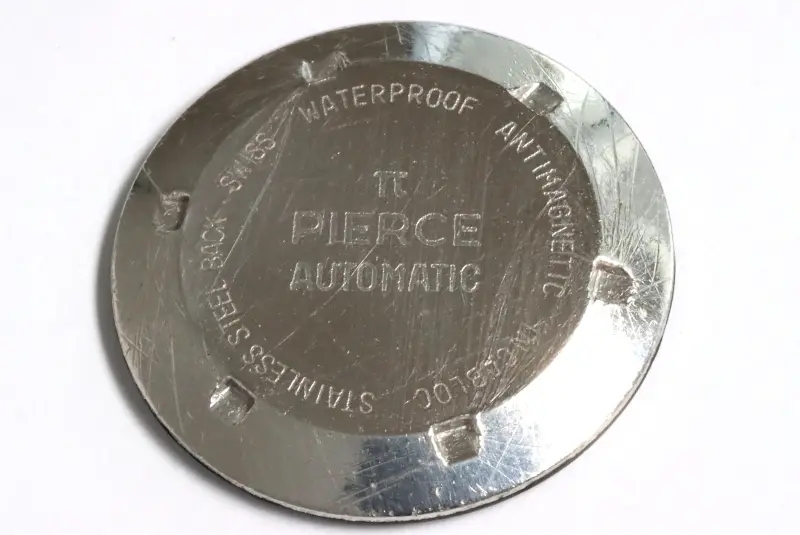 π
PIERCE
AUTOMATIC
WATERPROOF ANTIMAGNETIC INCABLOC STAINLESS STEEL BACK - SWISS